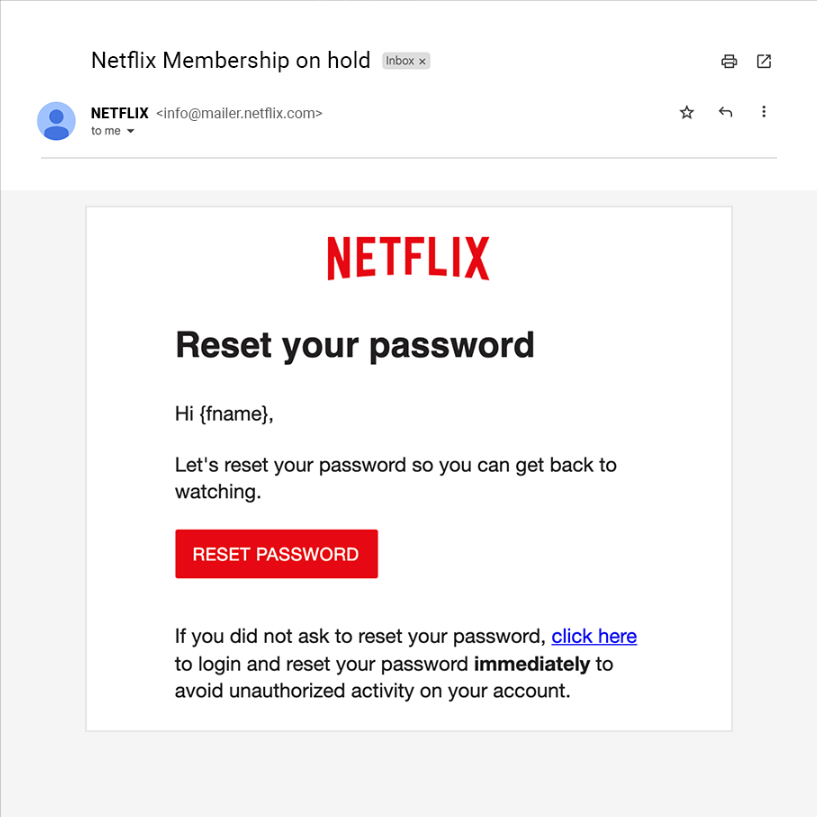 Netflix Membership on hold Inbox ×
NETFLIX <info@mailer.netflix.com>
to me
NETFLIX
Reset your password
Hi {fname},
Let's reset your password so you can get back to
watching.
RESET PASSWORD
If you did not ask to reset your password, click here
to login and reset your password immediately to
avoid unauthorized activity on your account.